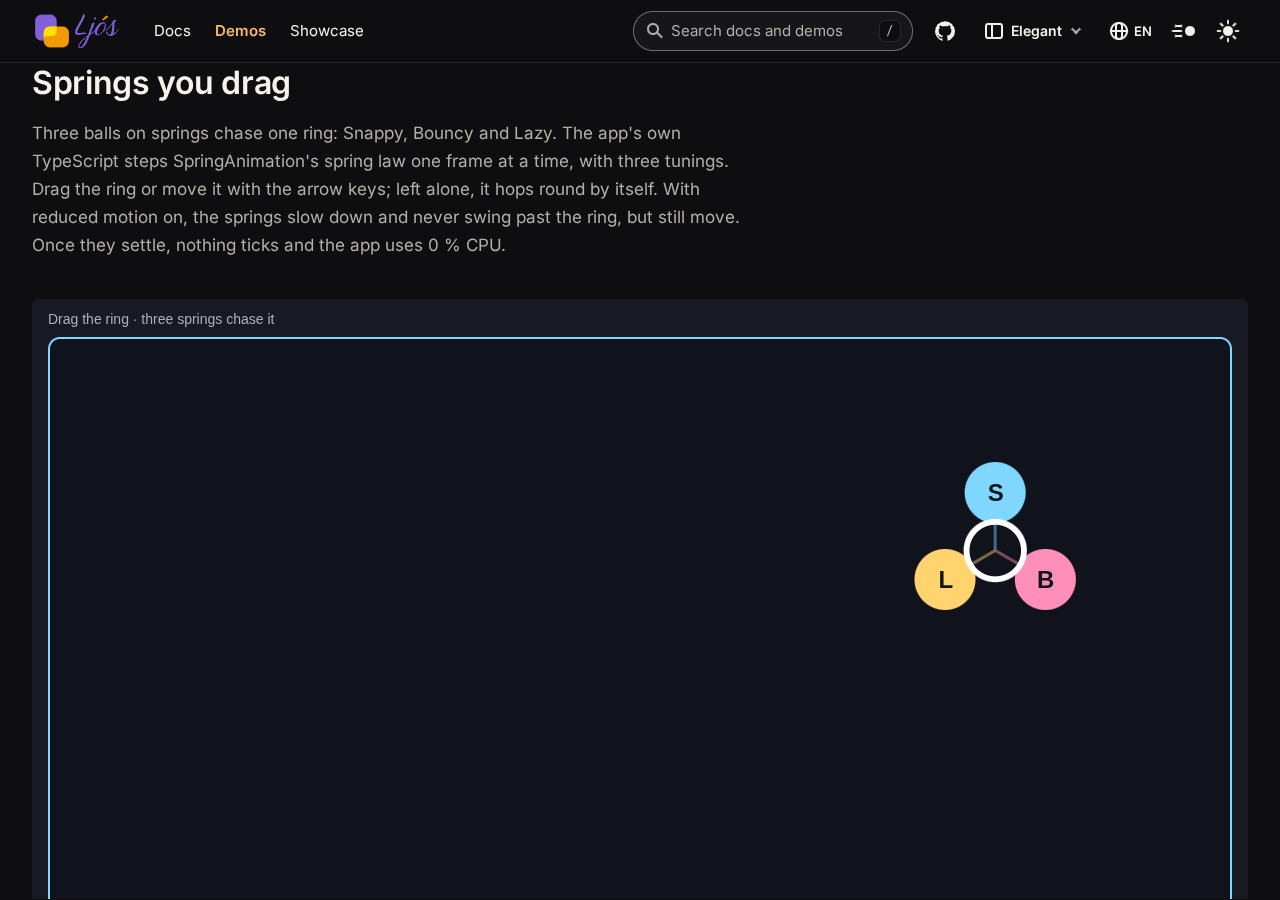 Ljós
Docs
Demos
Showcase
Search docs and demos
/
Elegant
EN
Springs you drag
Three balls on springs chase one ring: Snappy, Bouncy and Lazy. The app's own
TypeScript steps SpringAnimation's spring law one frame at a time, with three tunings.
Drag the ring or move it with the arrow keys; left alone, it hops round by itself. With
reduced motion on, the springs slow down and never swing past the ring, but still move.
Once they settle, nothing ticks and the app uses 0 % CPU.
Drag the ring · three springs chase it
S
L
B